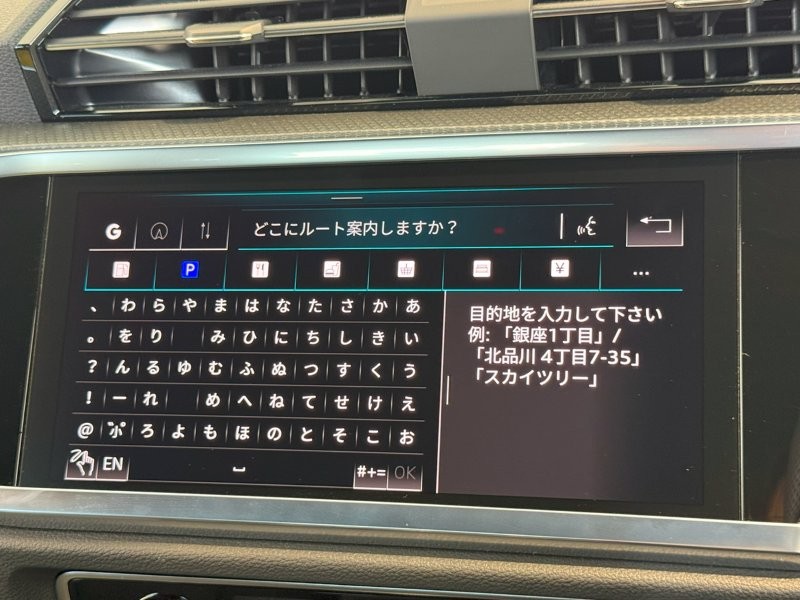 G どこにルート案内しますか？
P ¥ ...
、 わ ら や ま は な た さ か あ
。 を り み ひ に ち し き い
？ ん る ゆ む ふ ぬ つ す く う
！ ー れ め へ ね て せ け え
@ ろ よ も ほ の と そ こ お
EN #+= OK
目的地を入力して下さい
例: 「銀座1丁目」/
「北品川 4丁目7-35」
「スカイツリー」